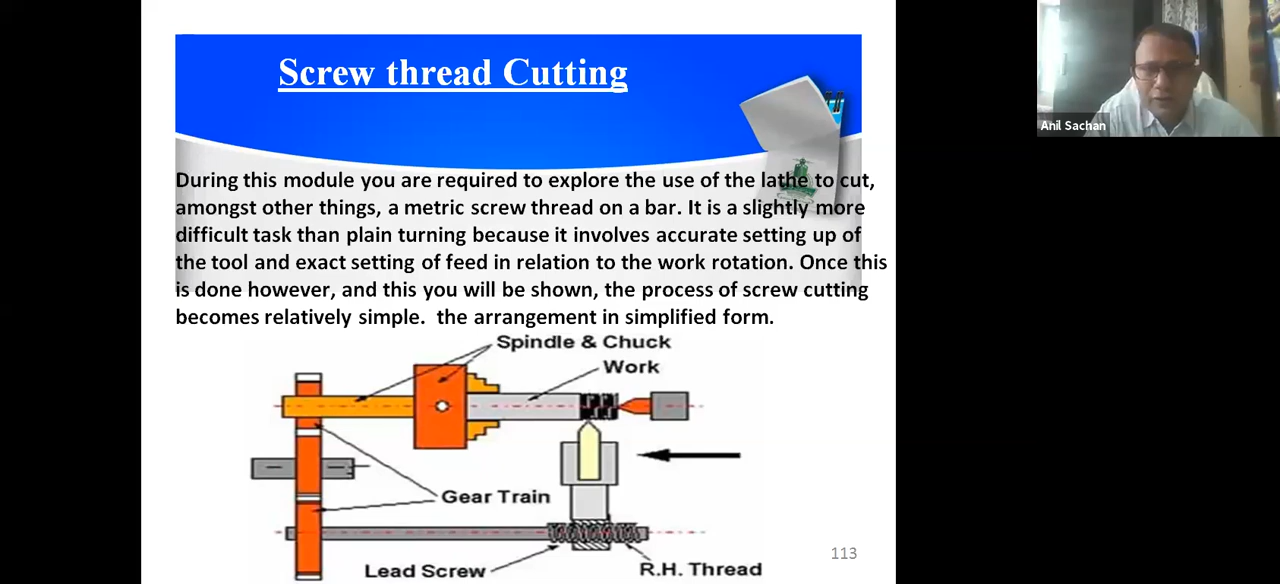 Screw thread Cutting
Anil Sachan
During this module you are required to explore the use of the lathe to cut,
amongst other things, a metric screw thread on a bar. It is a slightly more
difficult task than plain turning because it involves accurate setting up of
the tool and exact setting of feed in relation to the work rotation. Once this
is done however, and this you will be shown, the process of screw cutting
becomes relatively simple.  the arrangement in simplified form.
Spindle & Chuck
Work
Gear Train
Lead Screw
R.H. Thread
113